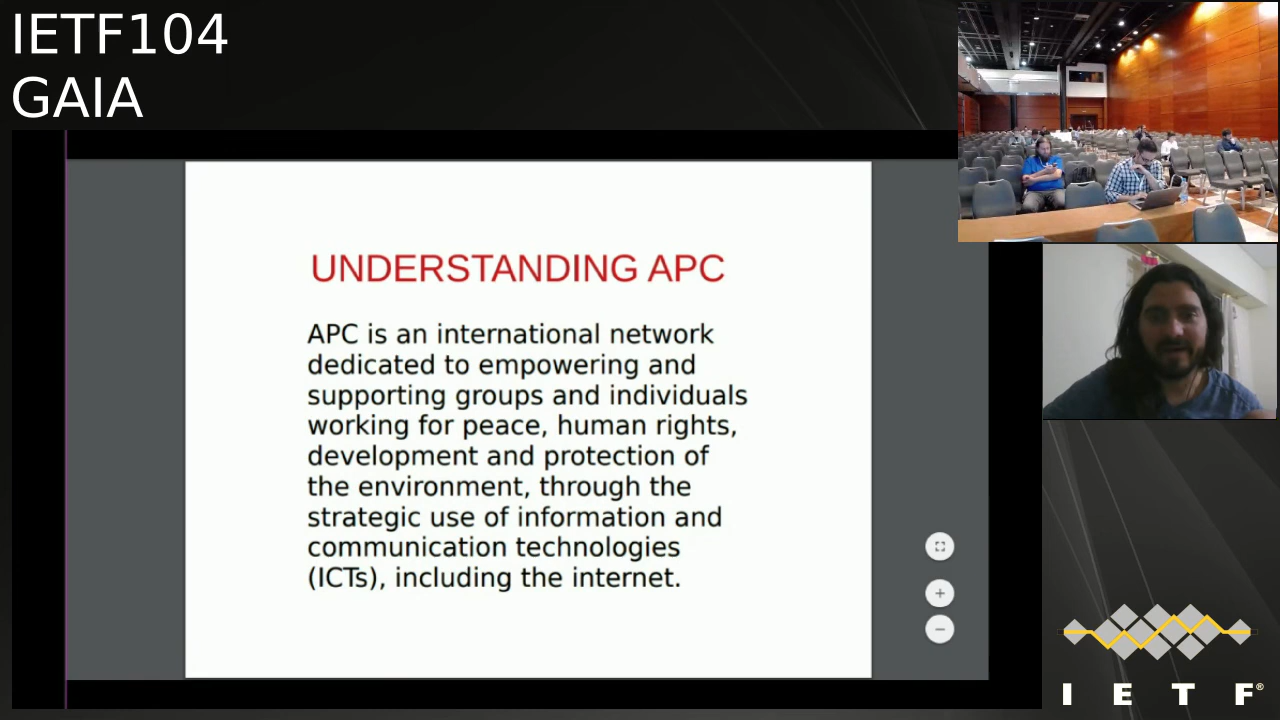 IETF104
GAIA
UNDERSTANDING APC
APC is an international network
dedicated to empowering and
supporting groups and individuals
working for peace, human rights,
development and protection of
the environment, through the
strategic use of information and
communication technologies
(ICTs), including the internet.
+
−
I E T F®